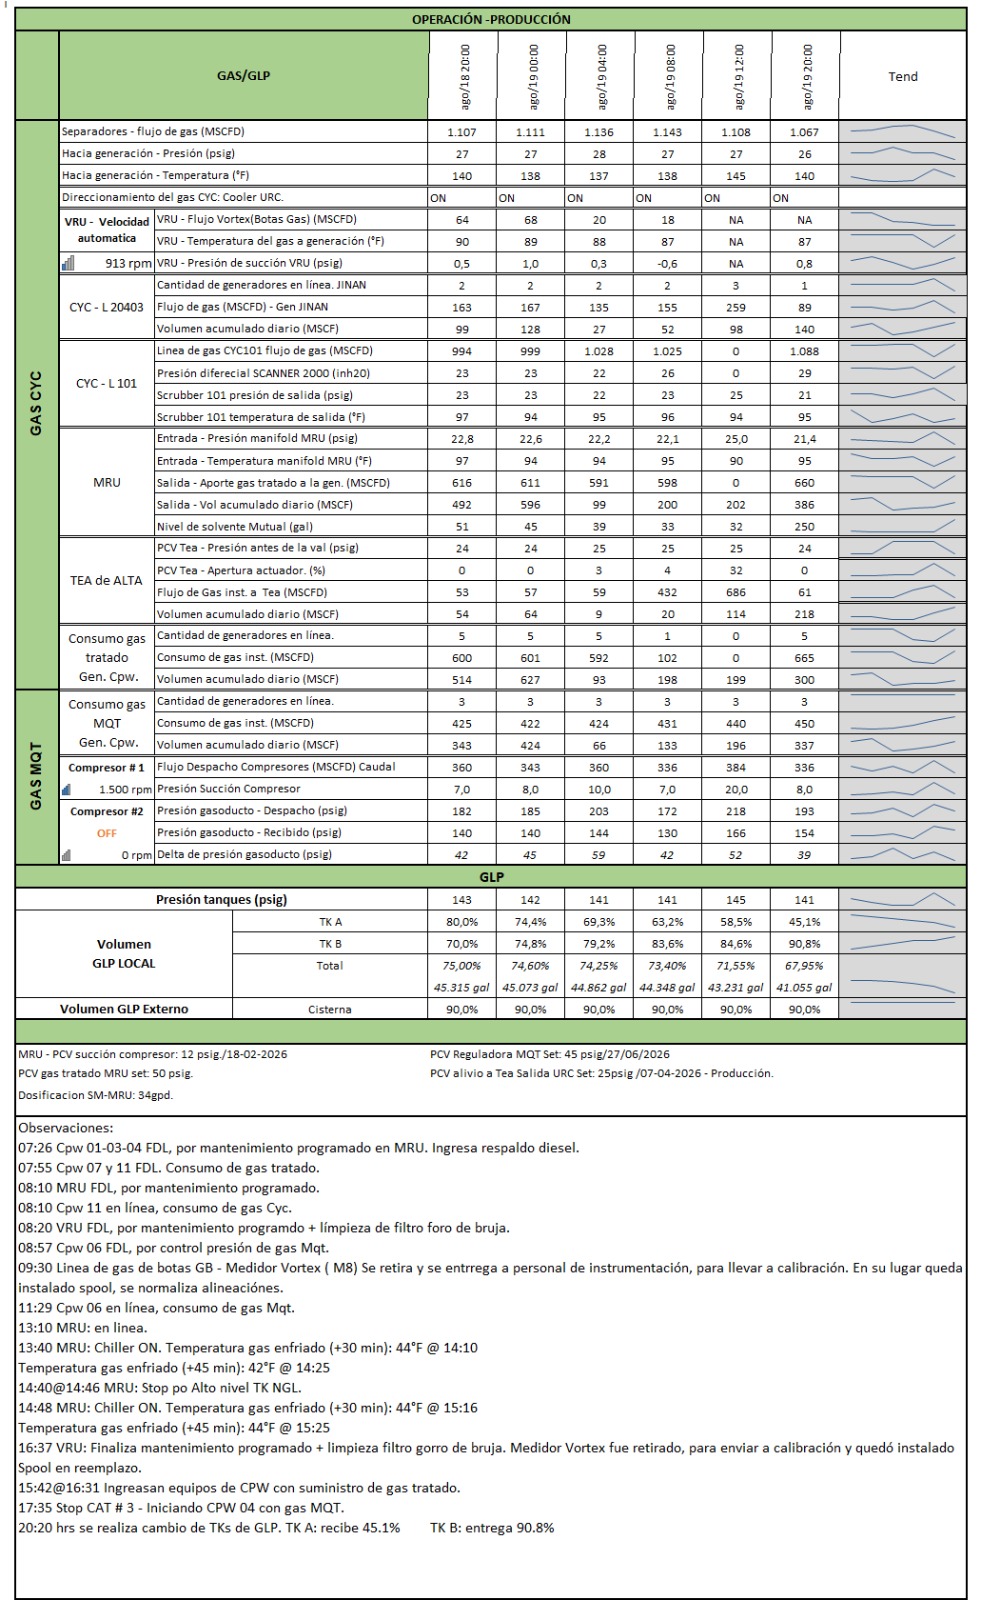 OPERACIÓN -PRODUCCIÓN
GAS/GLP ago/18 20:00 ago/19 00:00 ago/19 04:00 ago/19 08:00 ago/19 12:00 ago/19 20:00 Tend
GAS CYC
Separadores - flujo de gas (MSCFD) 1.107 1.111 1.136 1.143 1.108 1.067
Hacia generación - Presión (psig) 27 27 28 27 27 26
Hacia generación - Temperatura (°F) 140 138 137 138 145 140
Direccionamiento del gas CYC: Cooler URC. ON ON ON ON ON ON
VRU - Velocidad automatica
VRU - Flujo Vortex(Botas Gas) (MSCFD) 64 68 20 18 NA NA
VRU - Temperatura del gas a generación (°F) 90 89 88 87 NA 87
913 rpm VRU - Presión de succión VRU (psig) 0,5 1,0 0,3 -0,6 NA 0,8
CYC - L 20403
Cantidad de generadores en línea. JINAN 2 2 2 2 3 1
Flujo de gas (MSCFD) - Gen JINAN 163 167 135 155 259 89
Volumen acumulado diario (MSCF) 99 128 27 52 98 140
CYC - L 101
Linea de gas CYC101 flujo de gas (MSCFD) 994 999 1.028 1.025 0 1.088
Presión diferecial SCANNER 2000 (inh20) 23 23 22 26 0 29
Scrubber 101 presión de salida (psig) 23 23 22 23 25 21
Scrubber 101 temperatura de salida (°F) 97 94 95 96 94 95
MRU
Entrada - Presión manifold MRU (psig) 22,8 22,6 22,2 22,1 25,0 21,4
Entrada - Temperatura manifold MRU (°F) 97 94 94 95 90 95
Salida - Aporte gas tratado a la gen. (MSCFD) 616 611 591 598 0 660
Salida - Vol acumulado diario (MSCF) 492 596 99 200 202 386
Nivel de solvente Mutual (gal) 51 45 39 33 32 250
TEA de ALTA
PCV Tea - Presión antes de la val (psig) 24 24 25 25 25 24
PCV Tea - Apertura actuador. (%) 0 0 3 4 32 0
Flujo de Gas inst. a Tea (MSCFD) 53 57 59 432 686 61
Volumen acumulado diario (MSCF) 54 64 9 20 114 218
Consumo gas tratado Gen. Cpw.
Cantidad de generadores en línea. 5 5 5 1 0 5
Consumo de gas inst. (MSCFD) 600 601 592 102 0 665
Volumen acumulado diario (MSCF) 514 627 93 198 199 300
GAS MQT
Consumo gas MQT Gen. Cpw.
Cantidad de generadores en línea. 3 3 3 3 3 3
Consumo de gas inst. (MSCFD) 425 422 424 431 440 450
Volumen acumulado diario (MSCF) 343 424 66 133 196 337
Compresor # 1 Flujo Despacho Compresores (MSCFD) Caudal 360 343 360 336 384 336
1.500 rpm Presión Succión Compresor 7,0 8,0 10,0 7,0 20,0 8,0
Compresor #2 Presión gasoducto - Despacho (psig) 182 185 203 172 218 193
OFF Presión gasoducto - Recibido (psig) 140 140 144 130 166 154
0 rpm Delta de presión gasoducto (psig) 42 45 59 42 52 39
GLP
Presión tanques (psig) 143 142 141 141 145 141
Volumen GLP LOCAL
TK A 80,0% 74,4% 69,3% 63,2% 58,5% 45,1%
TK B 70,0% 74,8% 79,2% 83,6% 84,6% 90,8%
Total 75,00% 74,60% 74,25% 73,40% 71,55% 67,95%
45.315 gal 45.073 gal 44.862 gal 44.348 gal 43.231 gal 41.055 gal
Volumen GLP Externo Cisterna 90,0% 90,0% 90,0% 90,0% 90,0% 90,0%
MRU - PCV succión compresor: 12 psig./18-02-2026 PCV Reguladora MQT Set: 45 psig/27/06/2026
PCV gas tratado MRU set: 50 psig. PCV alivio a Tea Salida URC Set: 25psig /07-04-2026 - Producción.
Dosificacion SM-MRU: 34gpd.
Observaciones:
07:26 Cpw 01-03-04 FDL, por mantenimiento programado en MRU. Ingresa respaldo diesel.
07:55 Cpw 07 y 11 FDL. Consumo de gas tratado.
08:10 MRU FDL, por mantenimiento programado.
08:10 Cpw 11 en línea, consumo de gas Cyc.
08:20 VRU FDL, por mantenimiento programdo + límpieza de filtro foro de bruja.
08:57 Cpw 06 FDL, por control presión de gas Mqt.
09:30 Linea de gas de botas GB - Medidor Vortex ( M8) Se retira y se entrrega a personal de instrumentación, para llevar a calibración. En su lugar queda
instalado spool, se normaliza alineaciónes.
11:29 Cpw 06 en línea, consumo de gas Mqt.
13:10 MRU: en linea.
13:40 MRU: Chiller ON. Temperatura gas enfriado (+30 min): 44°F @ 14:10
Temperatura gas enfriado (+45 min): 42°F @ 14:25
14:40@14:46 MRU: Stop po Alto nivel TK NGL.
14:48 MRU: Chiller ON. Temperatura gas enfriado (+30 min): 44°F @ 15:16
Temperatura gas enfriado (+45 min): 44°F @ 15:25
16:37 VRU: Finaliza mantenimiento programado + limpieza filtro gorro de bruja. Medidor Vortex fue retirado, para enviar a calibración y quedó instalado
Spool en reemplazo.
15:42@16:31 Ingreasan equipos de CPW con suministro de gas tratado.
17:35 Stop CAT # 3 - Iniciando CPW 04 con gas MQT.
20:20 hrs se realiza cambio de TKs de GLP. TK A: recibe 45.1% TK B: entrega 90.8%